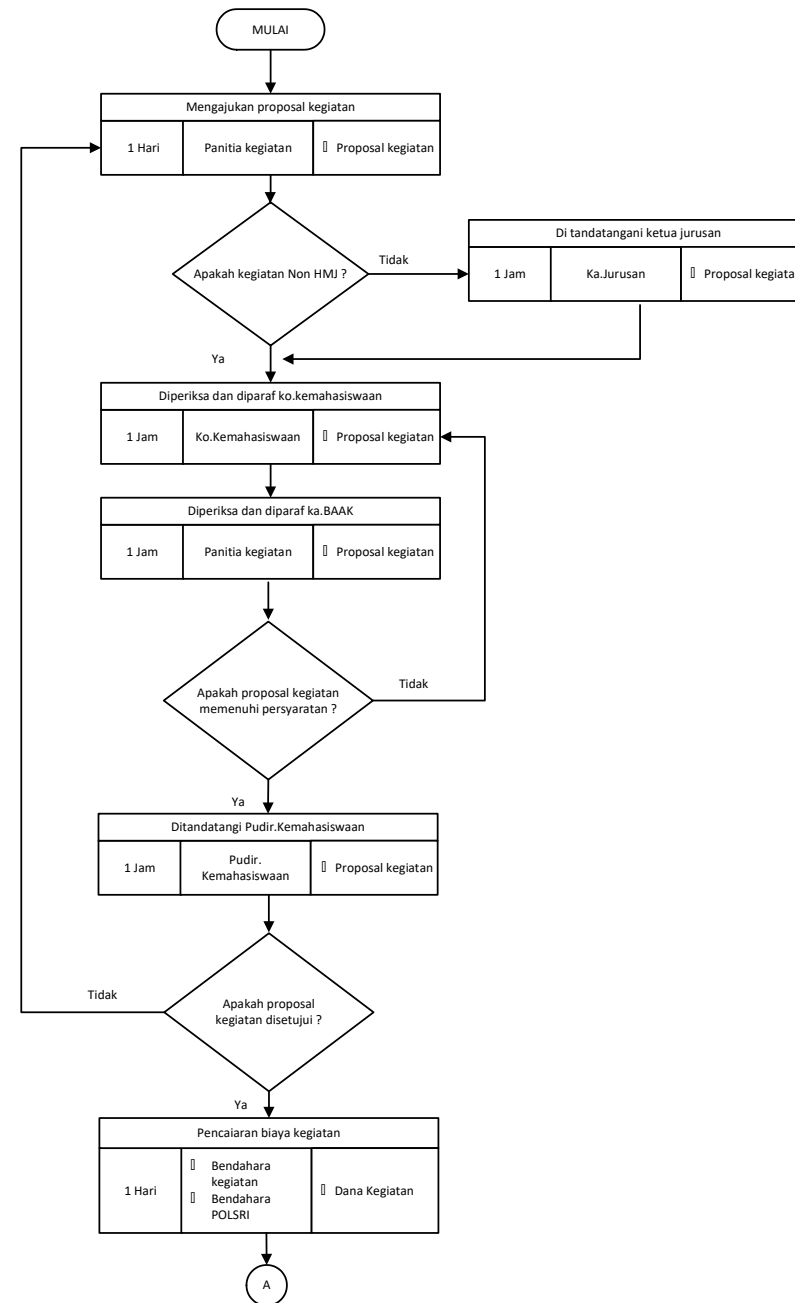 MULAI
Mengajukan proposal kegiatan
1 Hari
Panitia kegiatan
Proposal kegiatan
Apakah kegiatan Non HMJ ?
Tidak
Di tandatangani ketua jurusan
1 Jam
Ka.Jurusan
Proposal kegiata
Ya
Diperiksa dan diparaf ko.kemahasiswaan
1 Jam
Ko.Kemahasiswaan
Proposal kegiatan
Diperiksa dan diparaf ka.BAAK
1 Jam
Panitia kegiatan
Proposal kegiatan
Apakah proposal kegiatan
memenuhi persyaratan ?
Tidak
Ya
Ditandatangi Pudir.Kemahasiswaan
1 Jam
Pudir.
Kemahasiswaan
Proposal kegiatan
Apakah proposal
kegiatan disetujui ?
Tidak
Ya
Pencaiaran biaya kegiatan
1 Hari
Bendahara
kegiatan
Bendahara
POLSRI
Dana Kegiatan
A